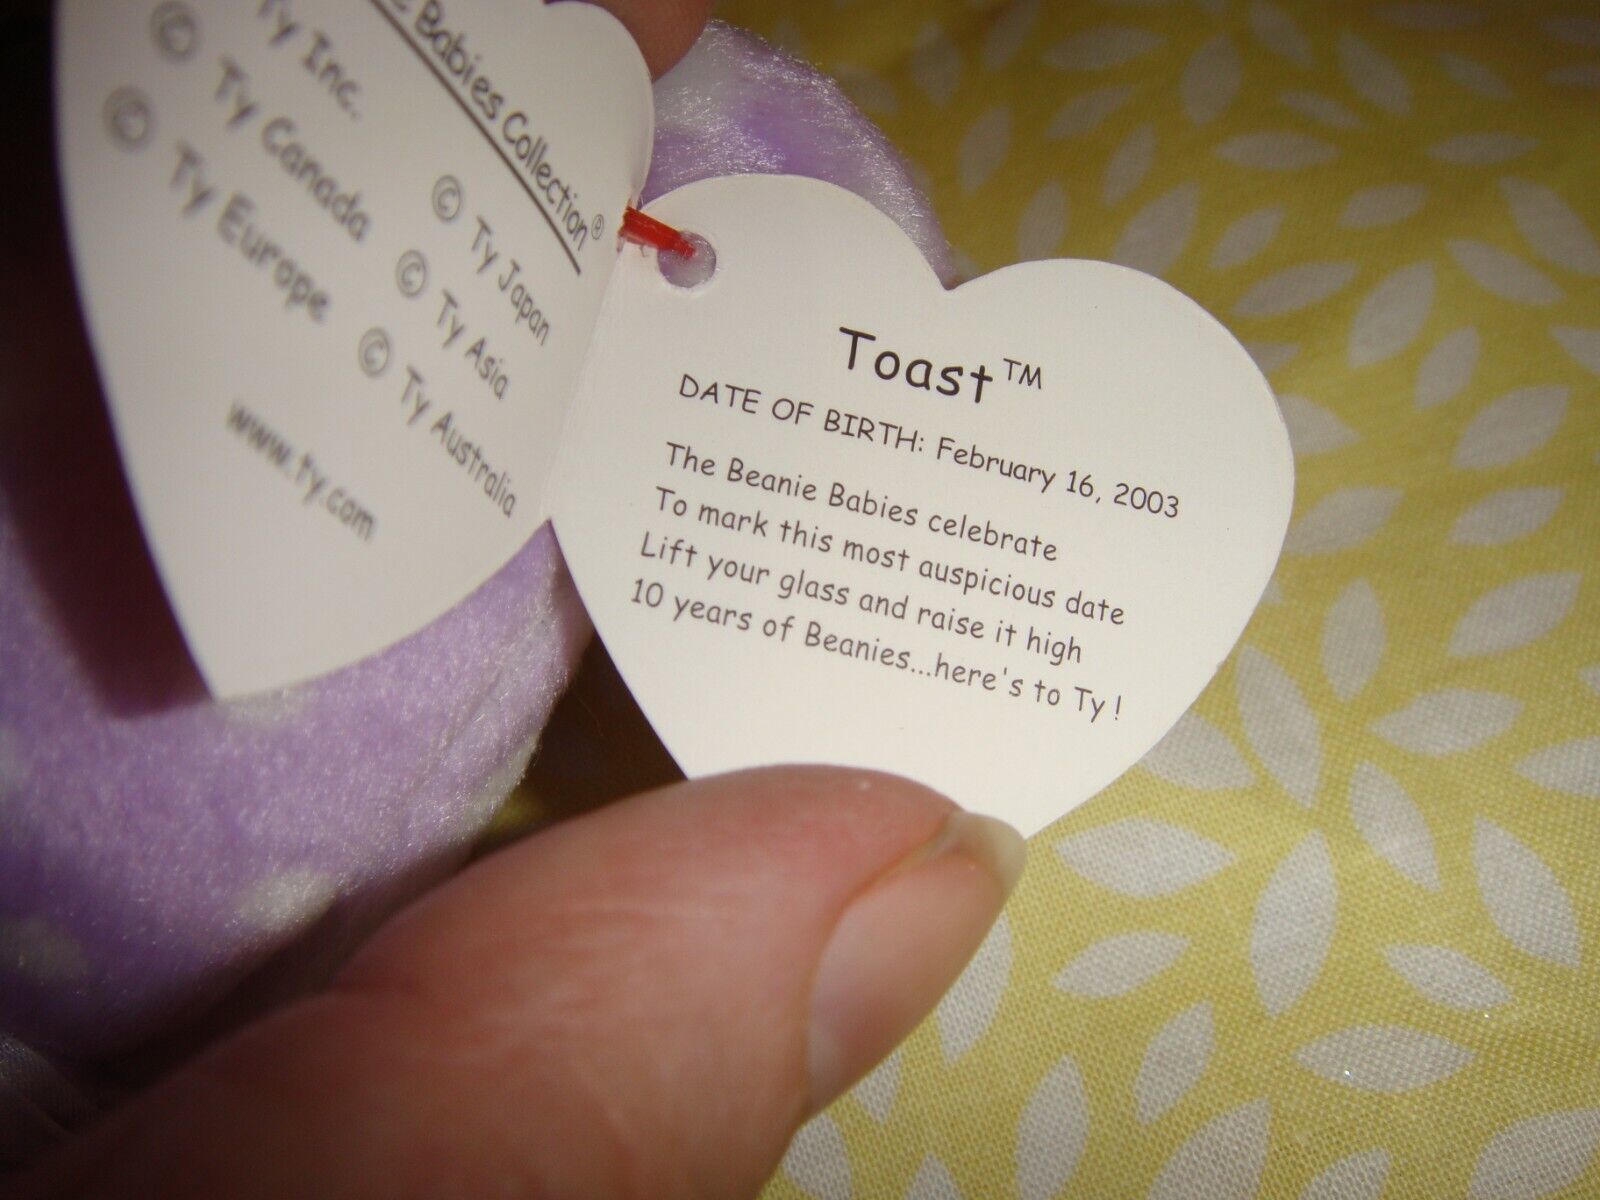 Babies Collection®
Ty Inc.
© Ty Canada
© Ty Europe
© Ty Japan
© Ty Asia
© Ty Australia
www.ty.com
Toast™
DATE OF BIRTH: February 16, 2003
The Beanie Babies celebrate
To mark this most auspicious date
Lift your glass and raise it high
10 years of Beanies...here's to Ty !